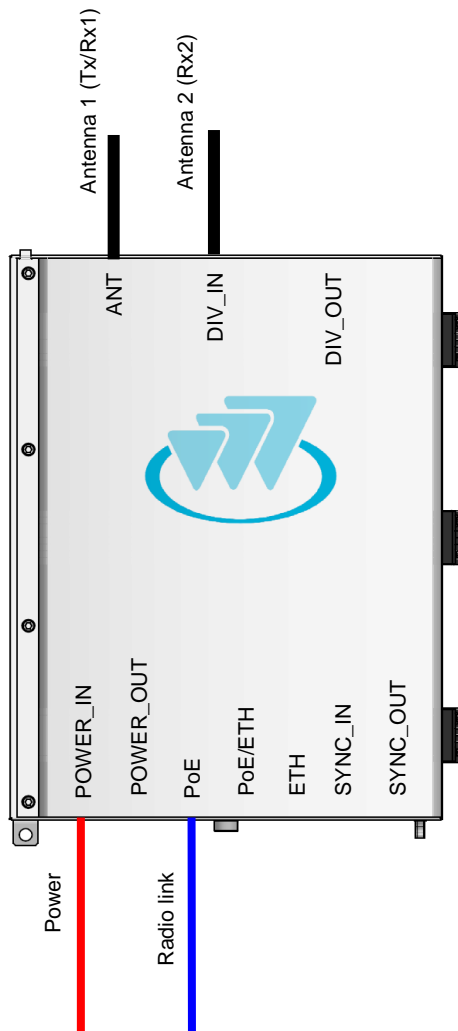 Antenna 1 (Tx/Rx1)
Antenna 2 (Rx2)
ANT
DIV_IN
DIV_OUT
POWER_IN
POWER_OUT
PoE
PoE/ETH
ETH
SYNC_IN
SYNC_OUT
Power
Radio link